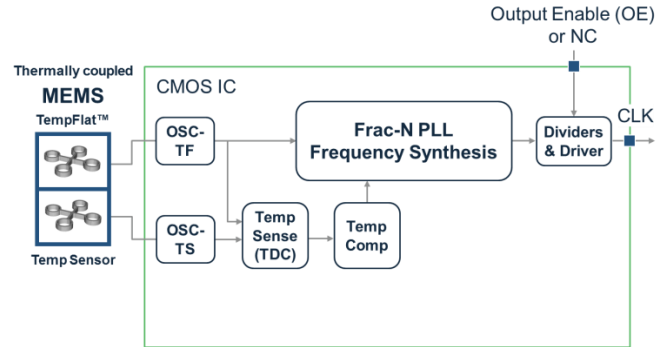 Output Enable (OE)
or NC
Thermally coupled
MEMS
TempFlat™
CMOS IC
CLK
OSC-
TF
Frac-N PLL
Frequency Synthesis
Dividers
& Driver
OSC-
TS
Temp
Sense
(TDC)
Temp
Comp
Temp Sensor